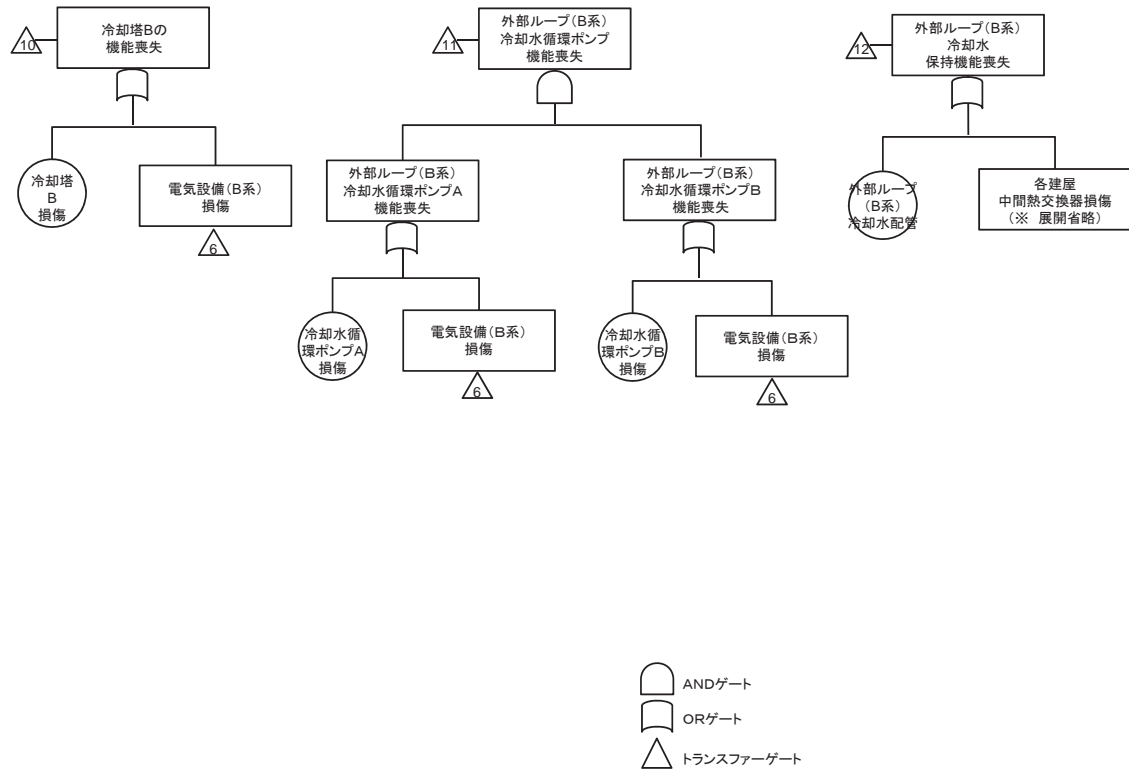 10
冷却塔Bの
機能喪失
冷却塔
B
損傷
電気設備(B系)
損傷
6
11
外部ループ(B系)
冷却水循環ポンプ
機能喪失
外部ループ(B系)
冷却水循環ポンプA
機能喪失
冷却水循
環ポンプA
損傷
電気設備(B系)
損傷
6
外部ループ(B系)
冷却水循環ポンプB
機能喪失
冷却水循
環ポンプB
損傷
電気設備(B系)
損傷
6
12
外部ループ(B系)
冷却水
保持機能喪失
外部ループ
(B系)
冷却水配管
各建屋
中間熱交換器損傷
(※ 展開省略)
ANDゲート
ORゲート
トランスファーゲート